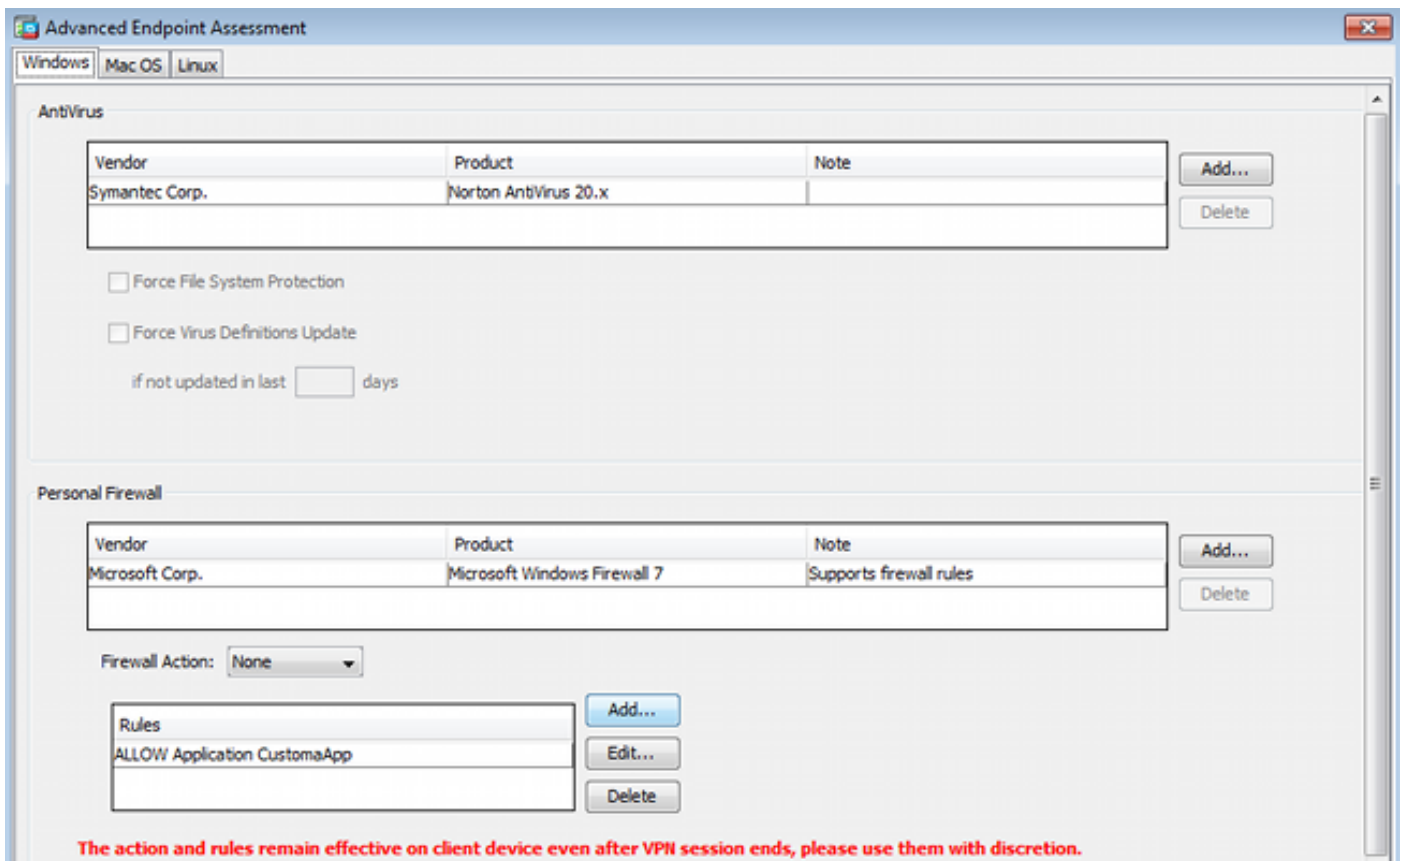 Advanced Endpoint Assessment
Windows Mac OS Linux
AntiVirus
Vendor Product Note
Symantec Corp. Norton AntiVirus 20.x
Add...
Delete
Force File System Protection
Force Virus Definitions Update
if not updated in last days
Personal Firewall
Vendor Product Note
Microsoft Corp. Microsoft Windows Firewall 7 Supports firewall rules
Add...
Delete
Firewall Action: None
Rules
ALLOW Application CustomaApp
Add...
Edit...
Delete
The action and rules remain effective on client device even after VPN session ends, please use them with discretion.